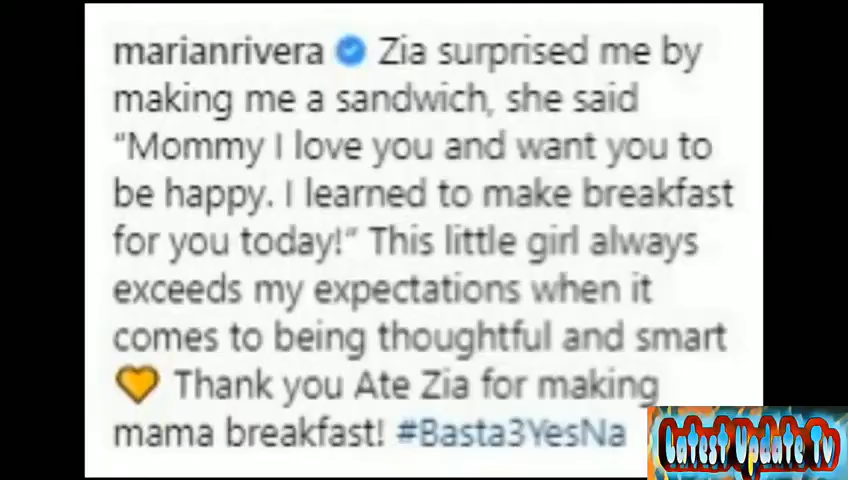 marianrivera Zia surprised me by
making me a sandwich, she said
“Mommy I love you and want you to
be happy. I learned to make breakfast
for you today!” This little girl always
exceeds my expectations when it
comes to being thoughtful and smart
🧡 Thank you Ate Zia for making
mama breakfast! #Basta3YesNa
Latest Update Tv